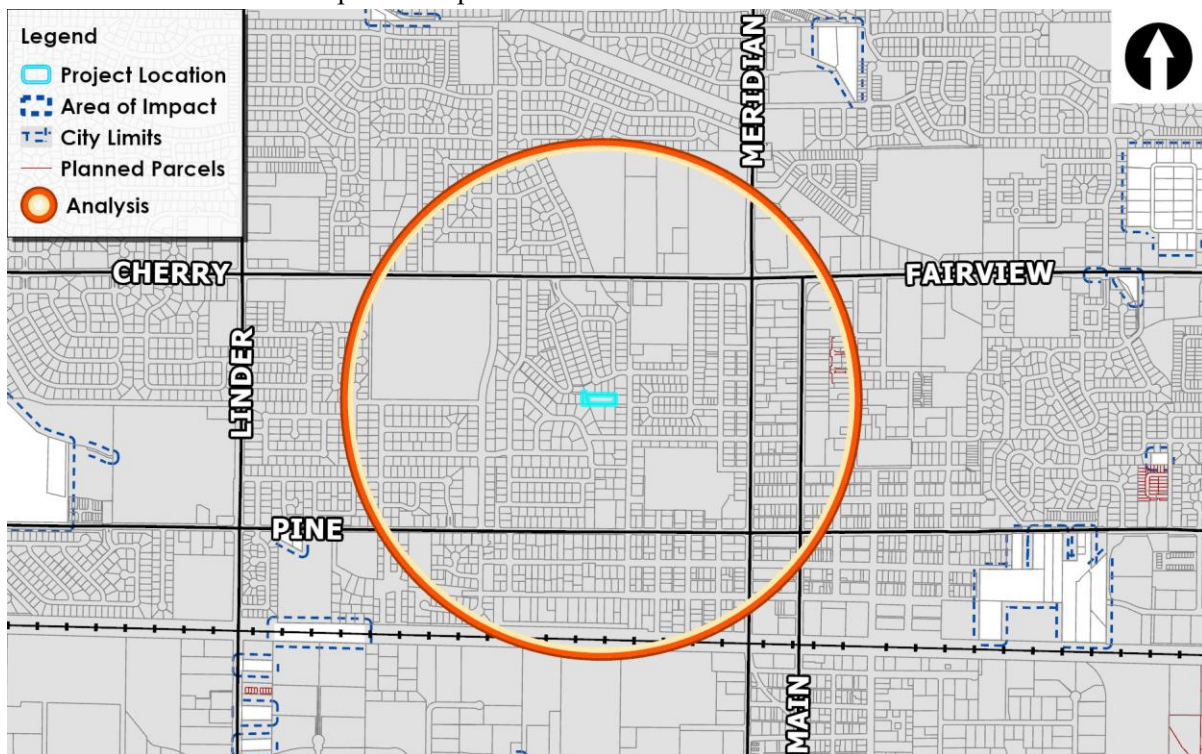 Legend
Project Location
Area of Impact
City Limits
Planned Parcels
Analysis
MERIDIAN
CHERRY
FAIRVIEW
LINDER
PINE
MAIN